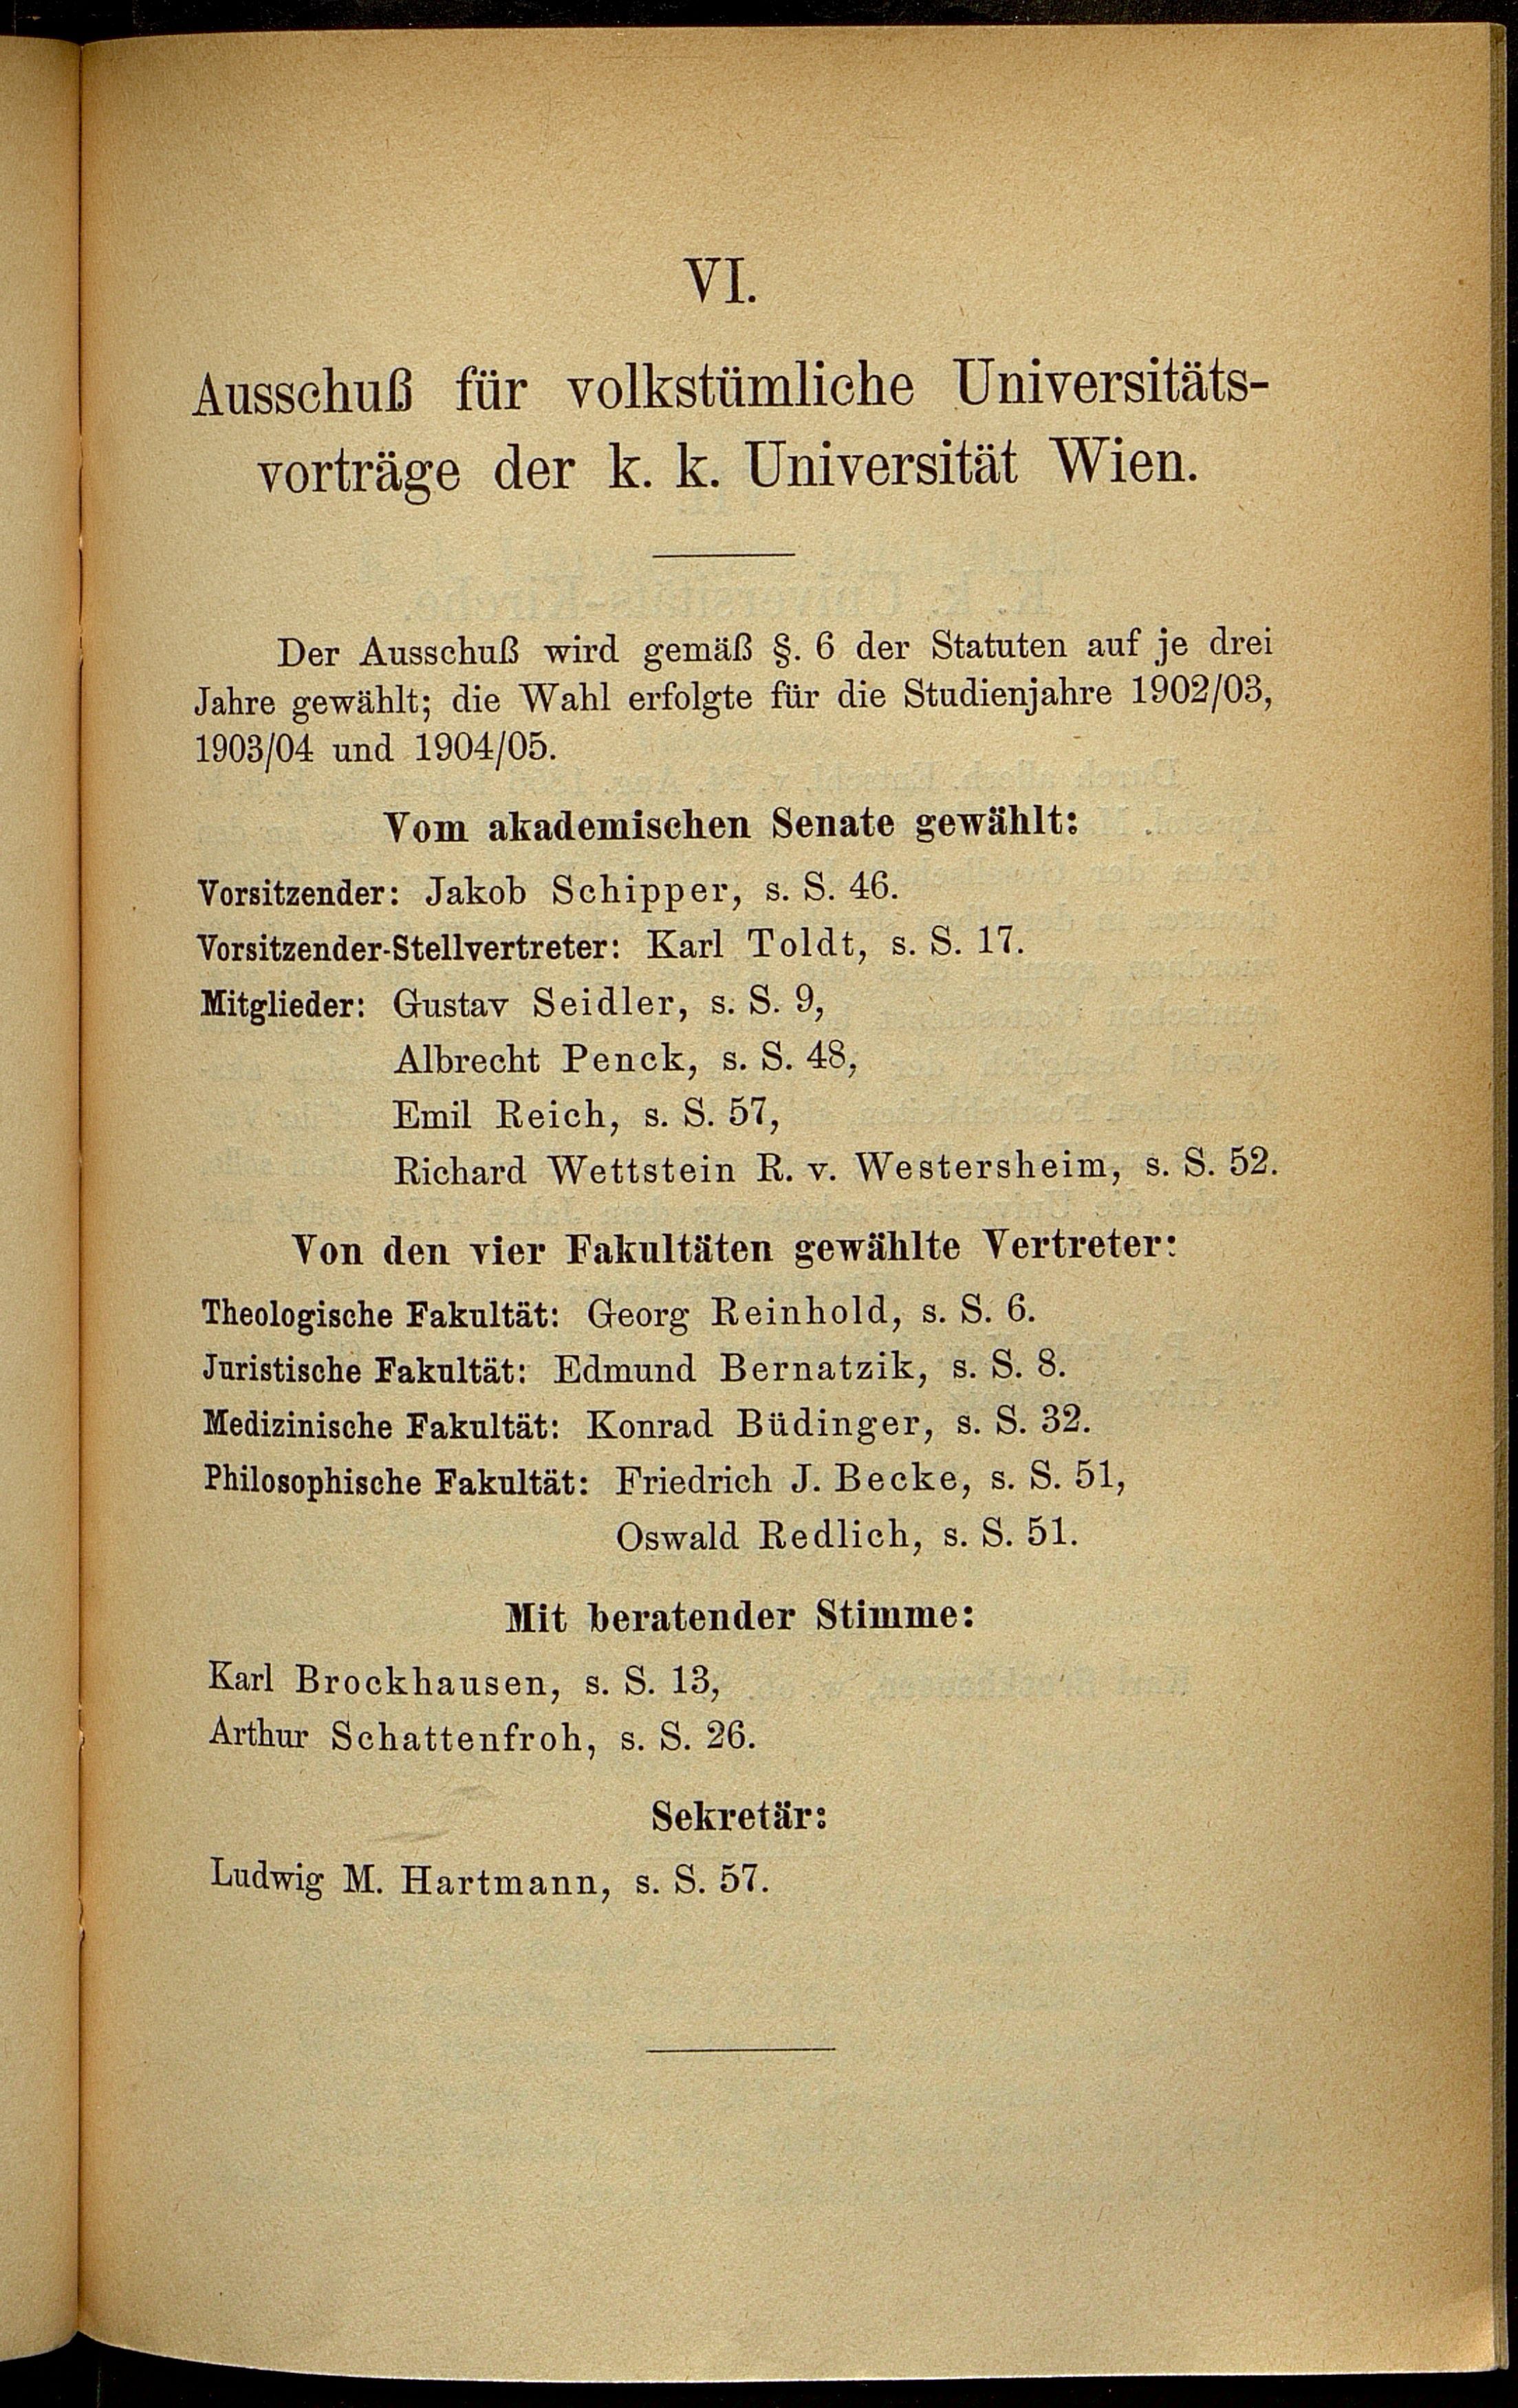 VI.
Ausschuß für volkstümliche Universitäts-
vorträge der k. k. Universität Wien.
Der Ausschuß wird gemäß §. 6 der Statuten auf je drei
Jahre gewählt; die Wahl erfolgte für die Studienjahre 1902/03,
1903/04 und 1904/05.
Vom akademischen Senate gewählt:
Vorsitzender: Jakob Schipper, s. S. 46.
Vorsitzender-Stellvertreter: Karl Toldt, s. S. 17.
Mitglieder: Gustav Seidler, s. S. 9,
Albrecht Penck, s. S. 48,
Emil Reich, s. S. 57,
Richard Wettstein R. v. Westersheim, s. S. 52.
Von den vier Fakultäten gewählte Vertreter:
Theologische Fakultät: Georg Reinhold, s. S. 6.
Juristische Fakultät: Edmund Bernatzik, s. S. 8.
Medizinische Fakultät: Konrad Büdinger, s. S. 32.
Philosophische Fakultät: Friedrich J. Becke, s. S. 51,
Oswald Redlich, s. S. 51.
Mit beratender Stimme:
Karl Brockhausen, s. S. 13,
Arthur Schattenfroh, s. S. 26.
Sekretär:
Ludwig M. Hartmann, s. S. 57.